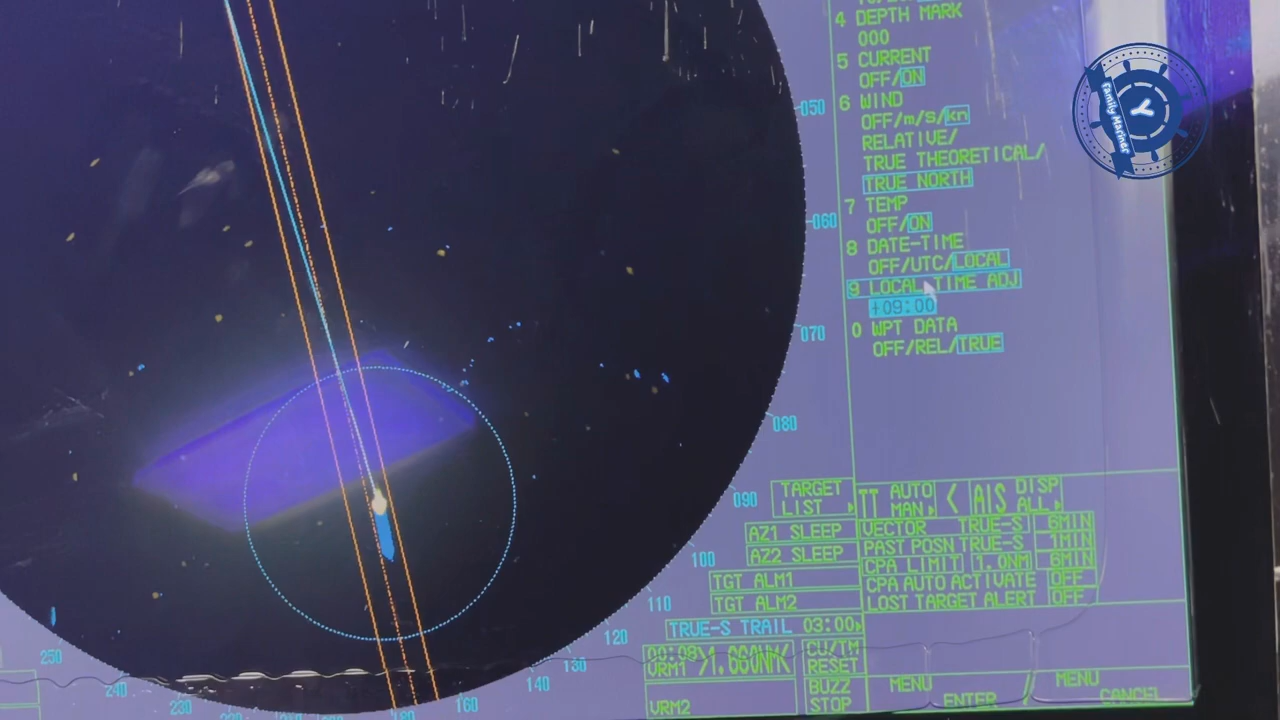 4 DEPTH MARK
000
5 CURRENT
OFF/ON
6 WIND
OFF/m/s/kn
RELATIVE/
TRUE THEORETICAL/
TRUE NORTH
7 TEMP
OFF/ON
8 DATE-TIME
OFF/UTC/LOCAL
9 LOCAL TIME ADJ
+09:00
0 WPT DATA
OFF/REL/TRUE
Family Mariner
050
060
070
080
090
100
110
120
130
140
160
180
230
240
250
TARGET
LIST
AZ1 SLEEP
AZ2 SLEEP
TGT ALM1
TGT ALM2
TRUE-S TRAIL 03:00
TT AUTO
MAN
< AIS DISP
ALL
VECTOR TRUE-S 6MIN
PAST POSN TRUE-S 1MIN
CPA LIMIT 1.0NM 6MIN
CPA AUTO ACTIVATE OFF
LOST TARGET ALERT OFF
VRM1
VRM2
CU/TM
RESET
BUZZ
STOP
MENU
ENTER
MENU
CANCEL